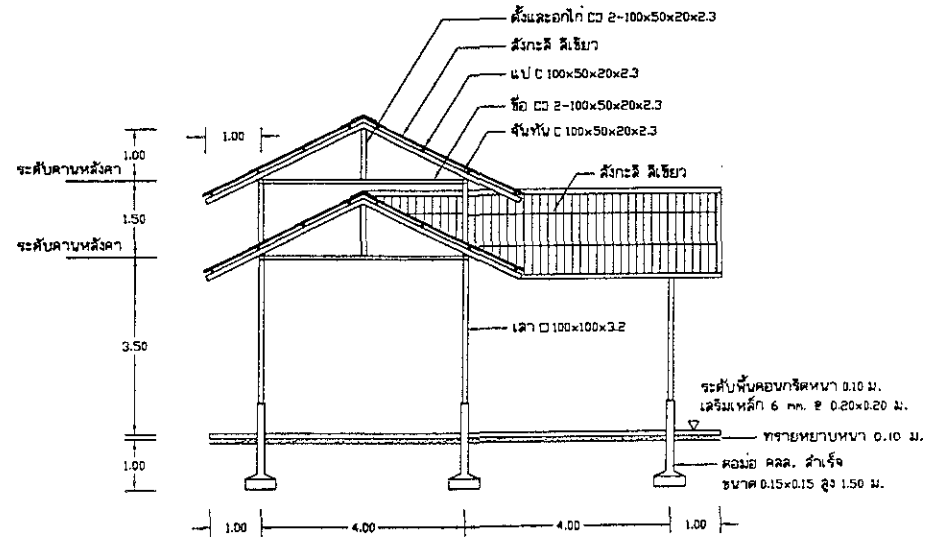 ดั้งและอกไก่ 2-100x50x20x2.3
สังกะสี สีเขียว
แป C 100x50x20x2.3
ขื่อ 2-100x50x20x2.3
จันทัน C 100x50x20x2.3
สังกะสี สีเขียว
1.00
1.00
ระดับคานหลังคา
1.50
ระดับคานหลังคา
3.50
เสา 100x100x3.2
ระดับพื้นคอนกรีตหนา 0.10 ม.
เสริมเหล็ก 6 mm. @ 0.20x0.20 ม.
ทรายหยาบหนา 0.10 ม.
1.00
ตอม่อ คสล. สำเร็จ
ขนาด 0.15x0.15 สูง 1.50 ม.
1.00
4.00
4.00
1.00